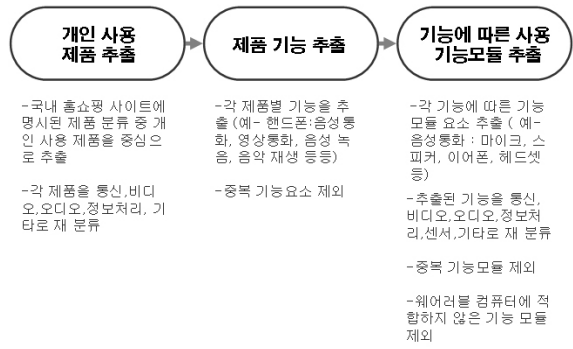 개인 사용
제품 추출
제품 기능 추출
기능에 따른 사용
기능모듈 추출
-국내 홈쇼핑 사이트에
명시된 제품 분류 중 개
인 사용 제품을 중심으
로 추출
-각 제품을 통신,비디
오,오디오,정보처리, 기
타로 재 분류
-각 제품별 기능을 추
출 (예- 핸드폰:음성통
화, 영상통화, 음성 녹
음, 음악 재생 등등)
-중복 기능요소 제외
-각 기능에 따른 기능
모듈 요소 추출 ( 예-
음성통화 : 마이크, 스
피커, 이어폰, 헤드셋
등)
-추출된 기능을 통신,
비디오,오디오,정보처
리,센서,기타로 재 분류
-중복 기능모듈 제외
-웨어러블 컴퓨터에 적
합하지 않은 기능 모듈
제외